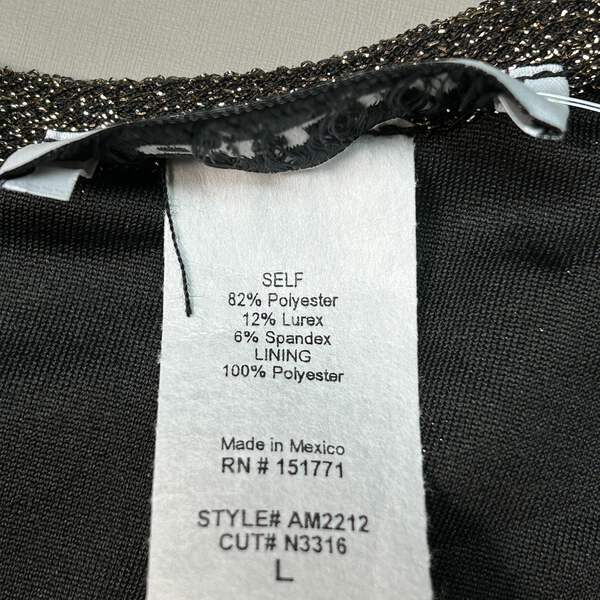 SELF
82% Polyester
12% Lurex
6% Spandex
LINING
100% Polyester
Made in Mexico
RN # 151771
STYLE# AM2212
CUT# N3316
L